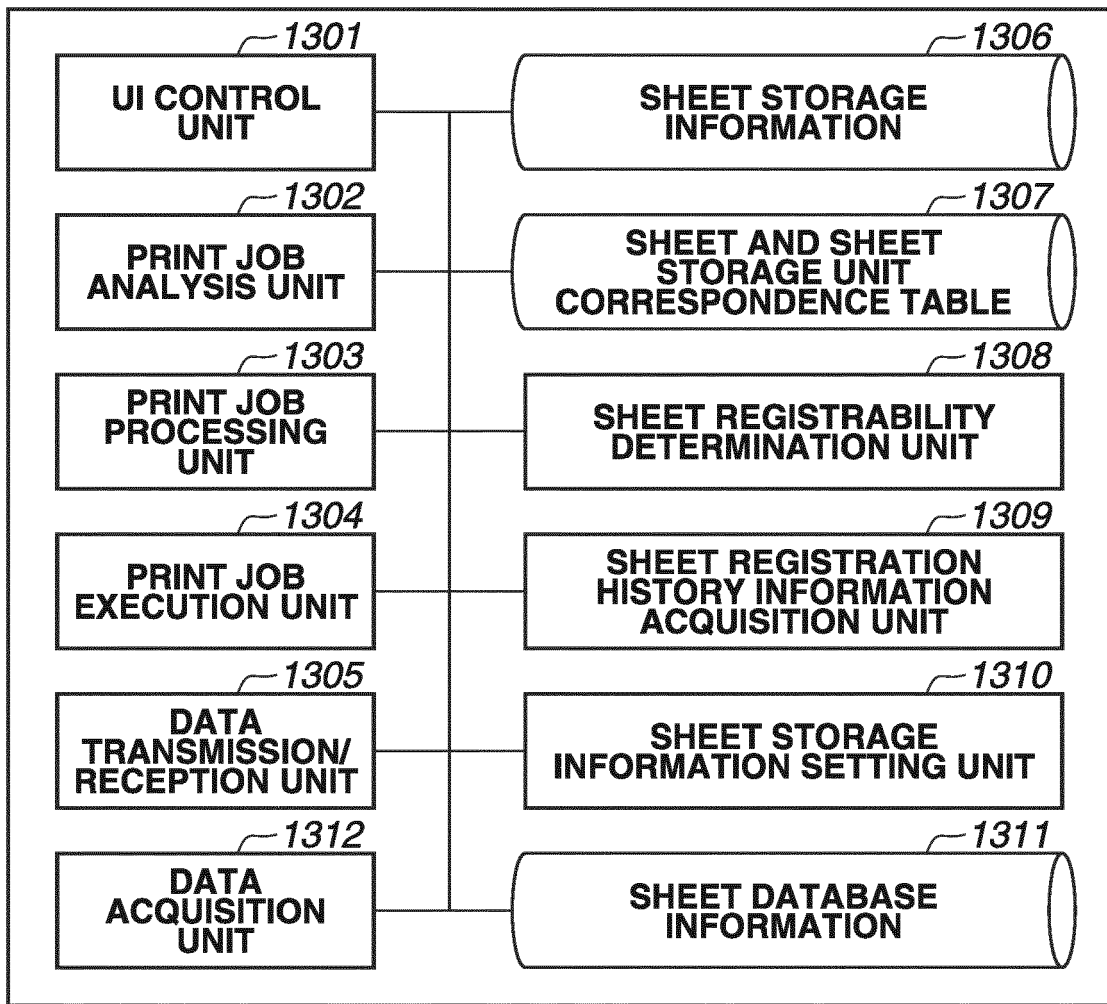 1301
UI CONTROL
UNIT
1306
SHEET STORAGE
INFORMATION
1302
PRINT JOB
ANALYSIS UNIT
1307
SHEET AND SHEET
STORAGE UNIT
CORRESPONDENCE TABLE
1303
PRINT JOB
PROCESSING
UNIT
1308
SHEET REGISTRABILITY
DETERMINATION UNIT
1304
PRINT JOB
EXECUTION UNIT
1309
SHEET REGISTRATION
HISTORY INFORMATION
ACQUISITION UNIT
1305
DATA
TRANSMISSION/
RECEPTION UNIT
1310
SHEET STORAGE
INFORMATION SETTING UNIT
1312
DATA
ACQUISITION
UNIT
1311
SHEET DATABASE
INFORMATION